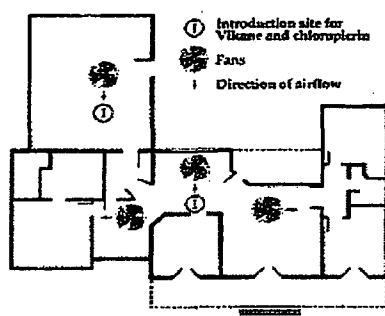 I Introduction site for
Vikane and chloropicrin
Fans
Direction of airflow
I
I